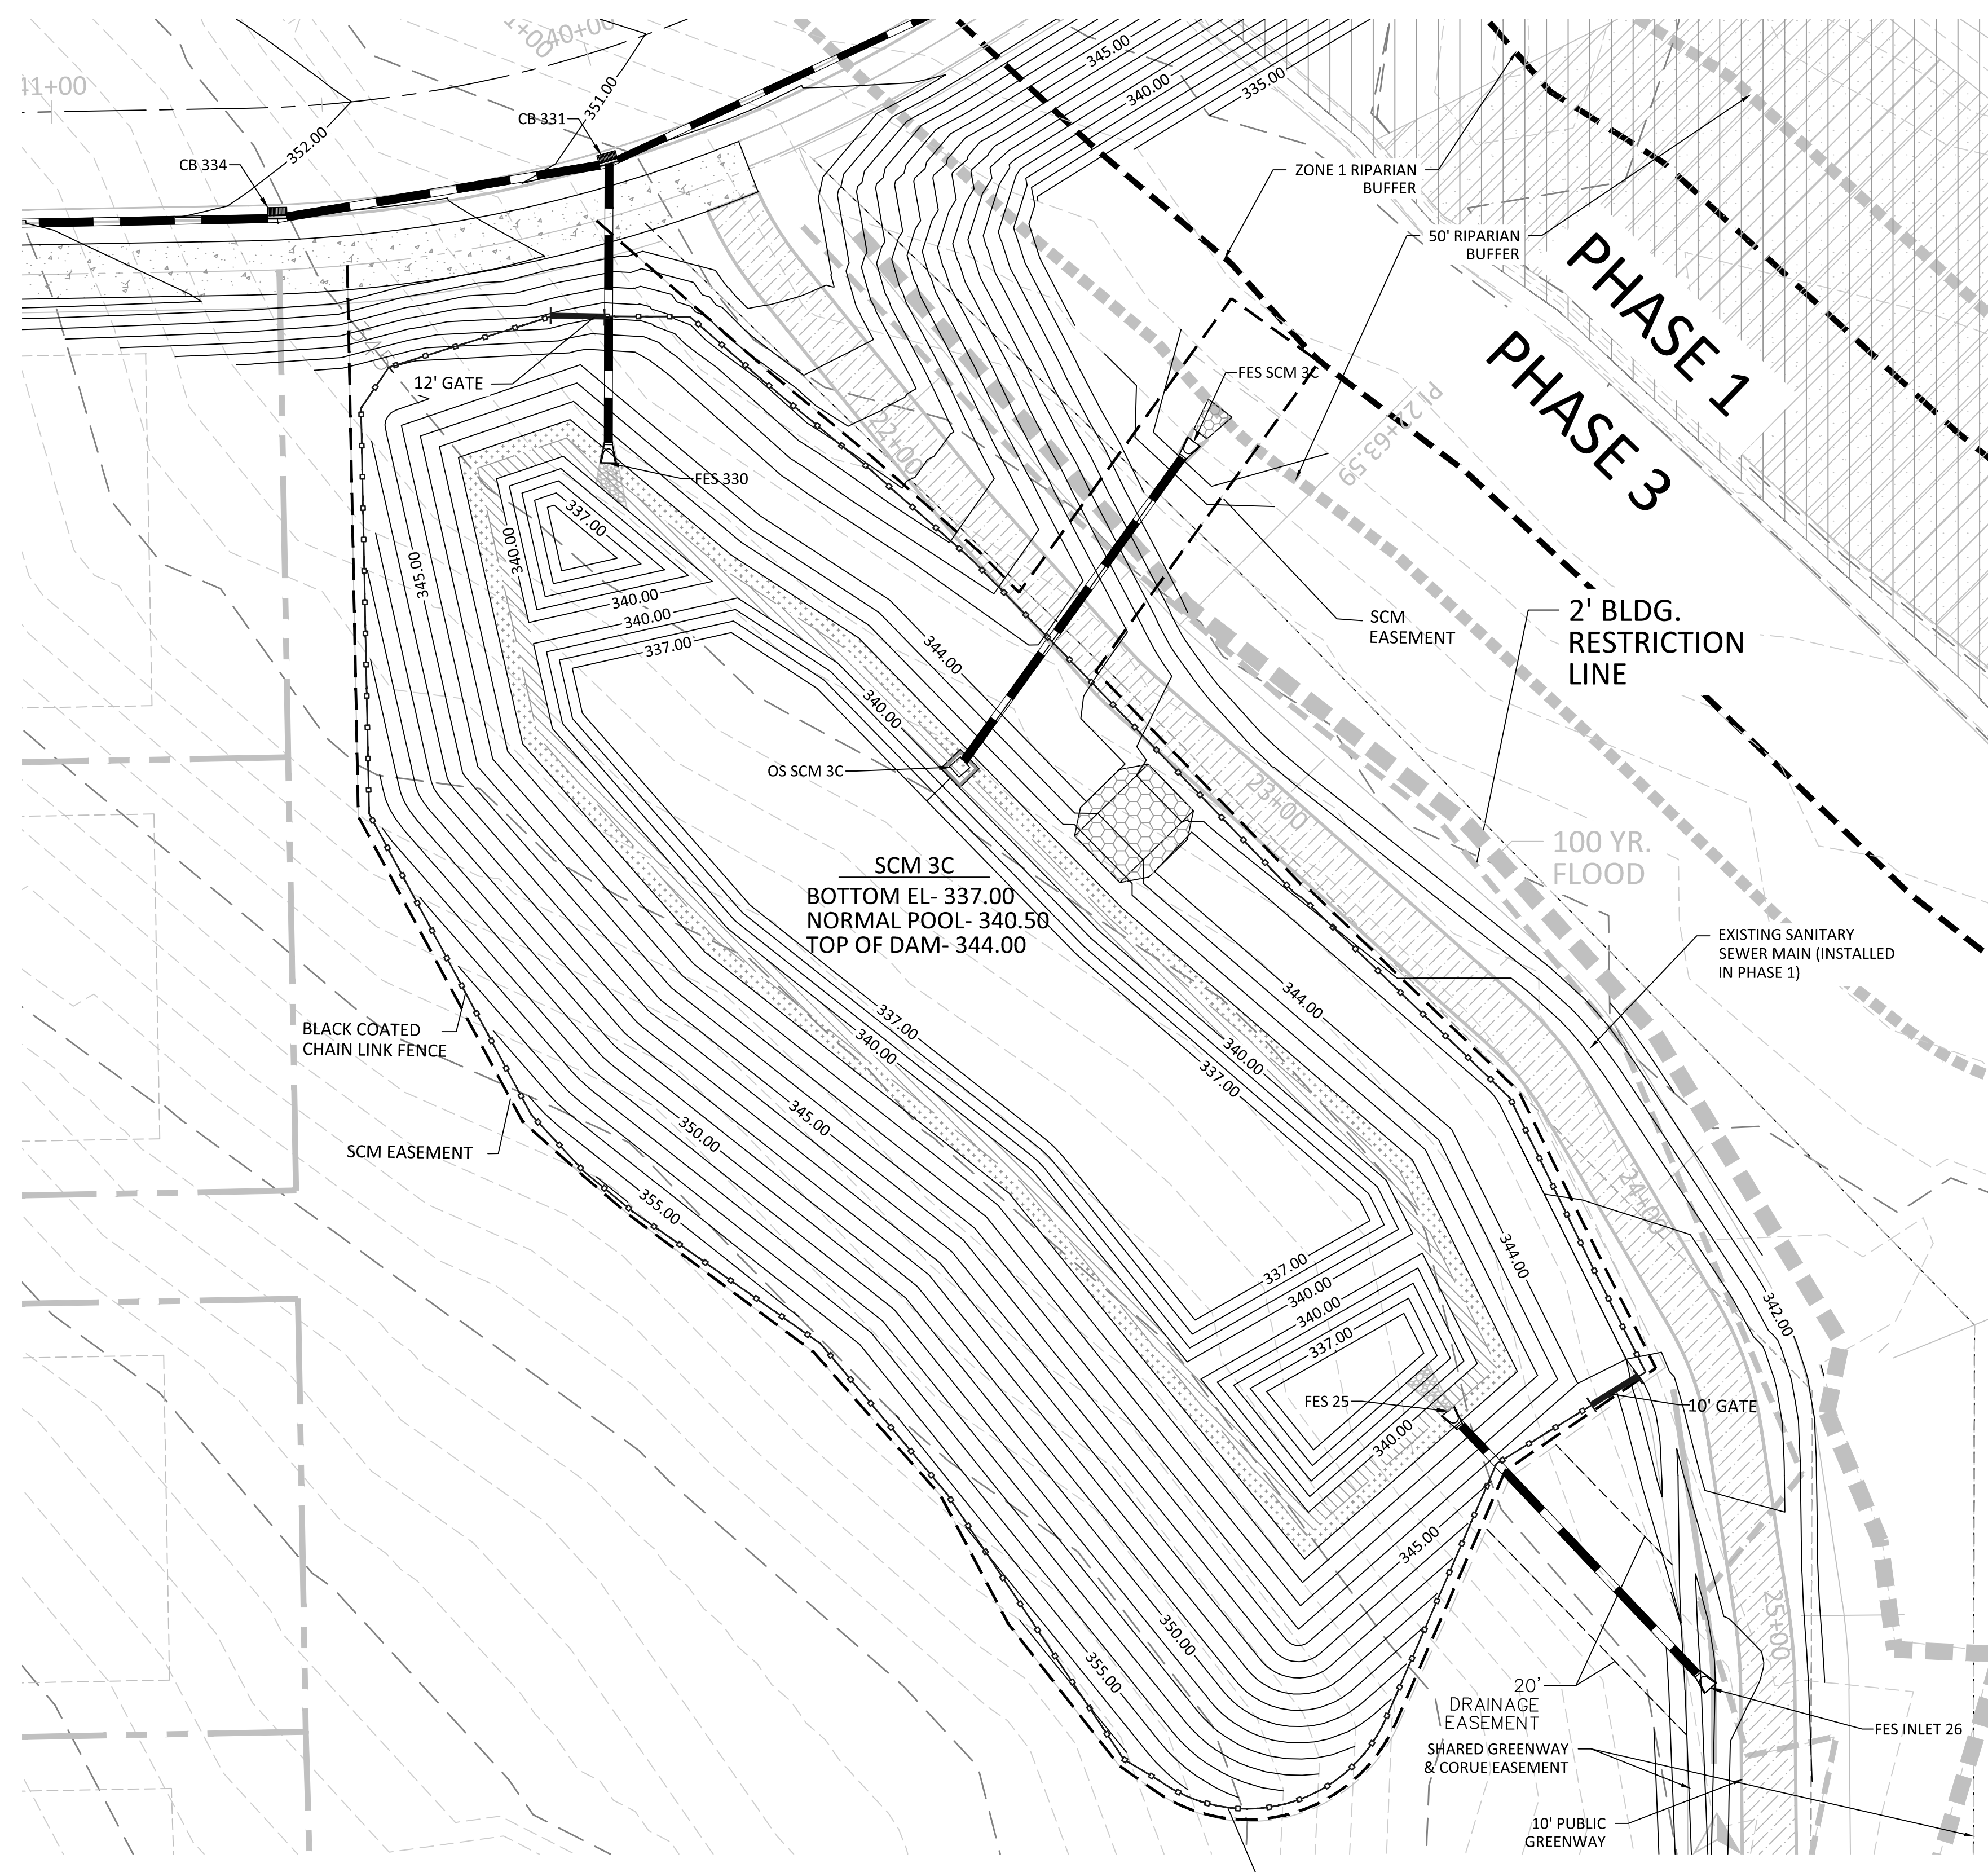 1+00
40+00
41+00
345.00
340.00
335.00
351.00
CB 331
352.00
CB 334
ZONE 1 RIPARIAN
BUFFER
50' RIPARIAN
BUFFER
PHASE 1
PHASE 3
12' GATE
FES SCM 3C
PI 22+63.59
22+00
FES 330
337.00
340.00
345.00
340.00
340.00
337.00
344.00
340.00
SCM
EASEMENT
2' BLDG.
RESTRICTION
LINE
OS SCM 3C
23+00
100 YR.
FLOOD
SCM 3C
BOTTOM EL- 337.00
NORMAL POOL- 340.50
TOP OF DAM- 344.00
EXISTING SANITARY
SEWER MAIN (INSTALLED
IN PHASE 1)
BLACK COATED
CHAIN LINK FENCE
337.00
340.00
344.00
340.00
337.00
SCM EASEMENT
345.00
350.00
355.00
24+00
344.00
337.00
340.00
340.00
337.00
342.00
FES 25
10' GATE
340.00
345.00
350.00
355.00
25+00
20'
DRAINAGE
EASEMENT
FES INLET 26
SHARED GREENWAY
& CORUE EASEMENT
10' PUBLIC
GREENWAY